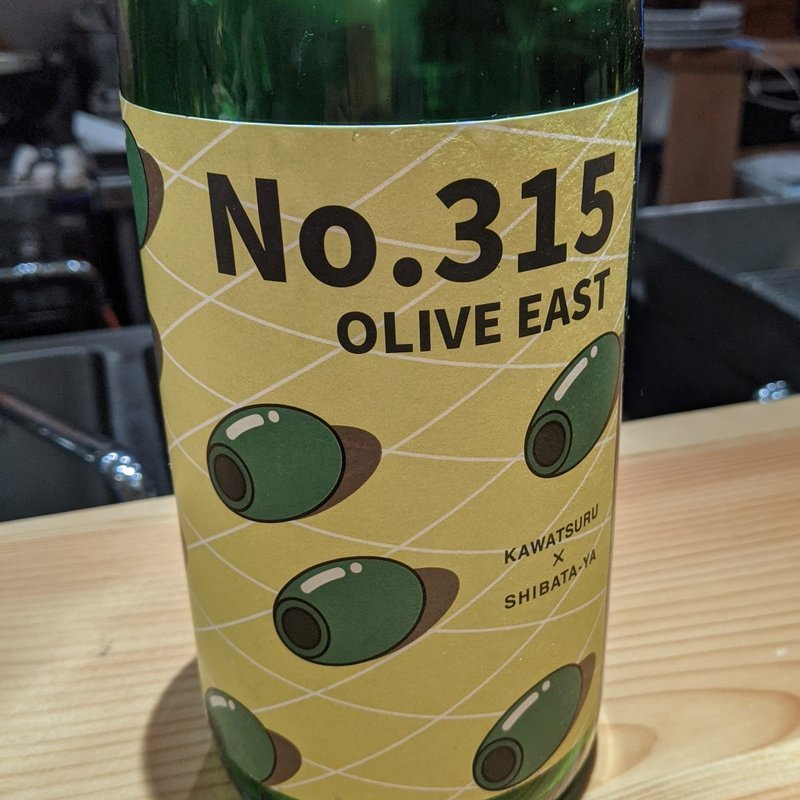 No.315
OLIVE EAST
KAWATSURU
×
SHIBATA-YA